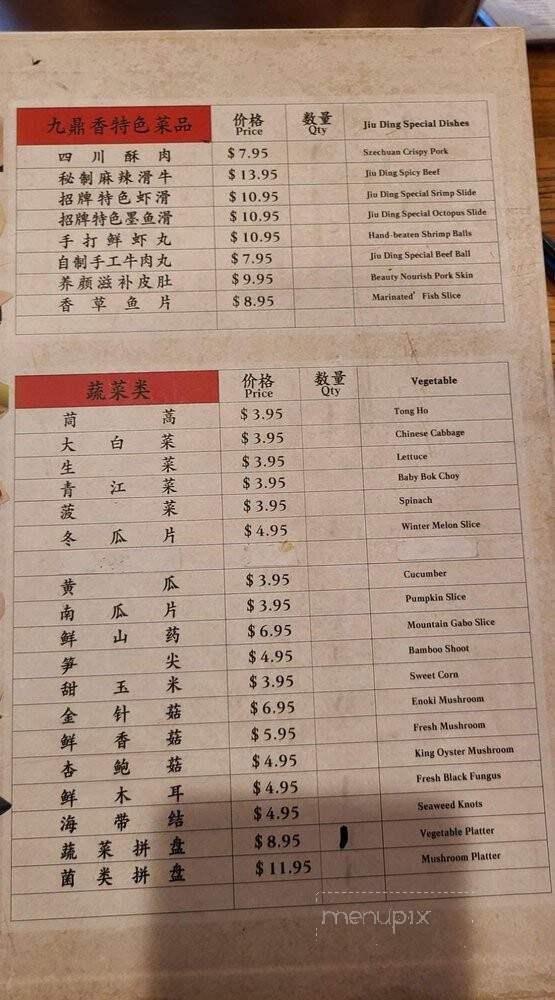 九鼎香特色菜品 价格 Price 数量 Qty Jiu Ding Special Dishes
四川酥肉 $7.95 Szechuan Crispy Pork
秘制麻辣滑牛 $13.95 Jiu Ding Spicy Beef
招牌特色虾滑 $10.95 Jiu Ding Special Srimp Slide
招牌特色墨鱼滑 $10.95 Jiu Ding Special Octopus Slide
手打鲜虾丸 $10.95 Hand-beaten Shrimp Balls
自制手工牛肉丸 $7.95 Jiu Ding Special Beef Ball
养颜滋补皮肚 $9.95 Beauty Nourish Pork Skin
香草鱼片 $8.95 Marinated' Fish Slice
蔬菜类 价格 Price 数量 Qty Vegetable
茼蒿 $3.95 Tong Ho
大白菜 $3.95 Chinese Cabbage
生菜 $3.95 Lettuce
青江菜 $3.95 Baby Bok Choy
菠菜 $3.95 Spinach
冬瓜片 $4.95 Winter Melon Slice
黄瓜 $3.95 Cucumber
南瓜片 $3.95 Pumpkin Slice
鲜山药 $6.95 Mountain Gabo Slice
笋尖 $4.95 Bamboo Shoot
甜玉米 $3.95 Sweet Corn
金针菇 $6.95 Enoki Mushroom
鲜香菇 $5.95 Fresh Mushroom
杏鲍菇 $4.95 King Oyster Mushroom
鲜木耳 $4.95 Fresh Black Fungus
海带结 $4.95 Seaweed Knots
蔬菜拼盘 $8.95 Vegetable Platter
菌类拼盘 $11.95 Mushroom Platter
menupix